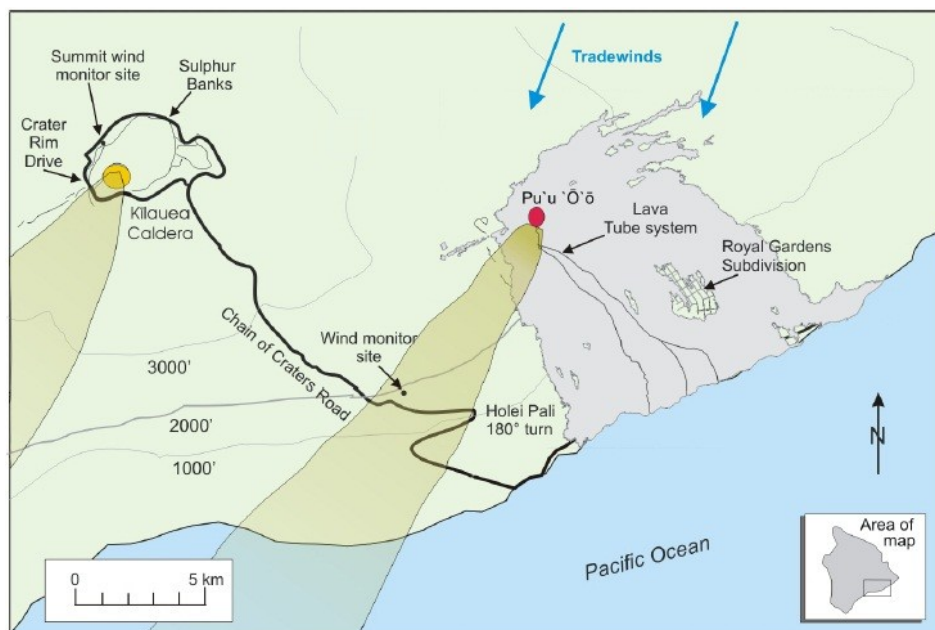 Tradewinds
Summit wind
monitor site
Sulphur
Banks
Crater
Rim
Drive
Kīlauea
Caldera
Pu`u `Ō`ō
Lava
Tube system
Royal Gardens
Subdivision
Chain of Craters Road
Wind monitor
site
3000'
2000'
1000'
Holei Pali
180° turn
N
Pacific Ocean
0
5 km
Area of
map